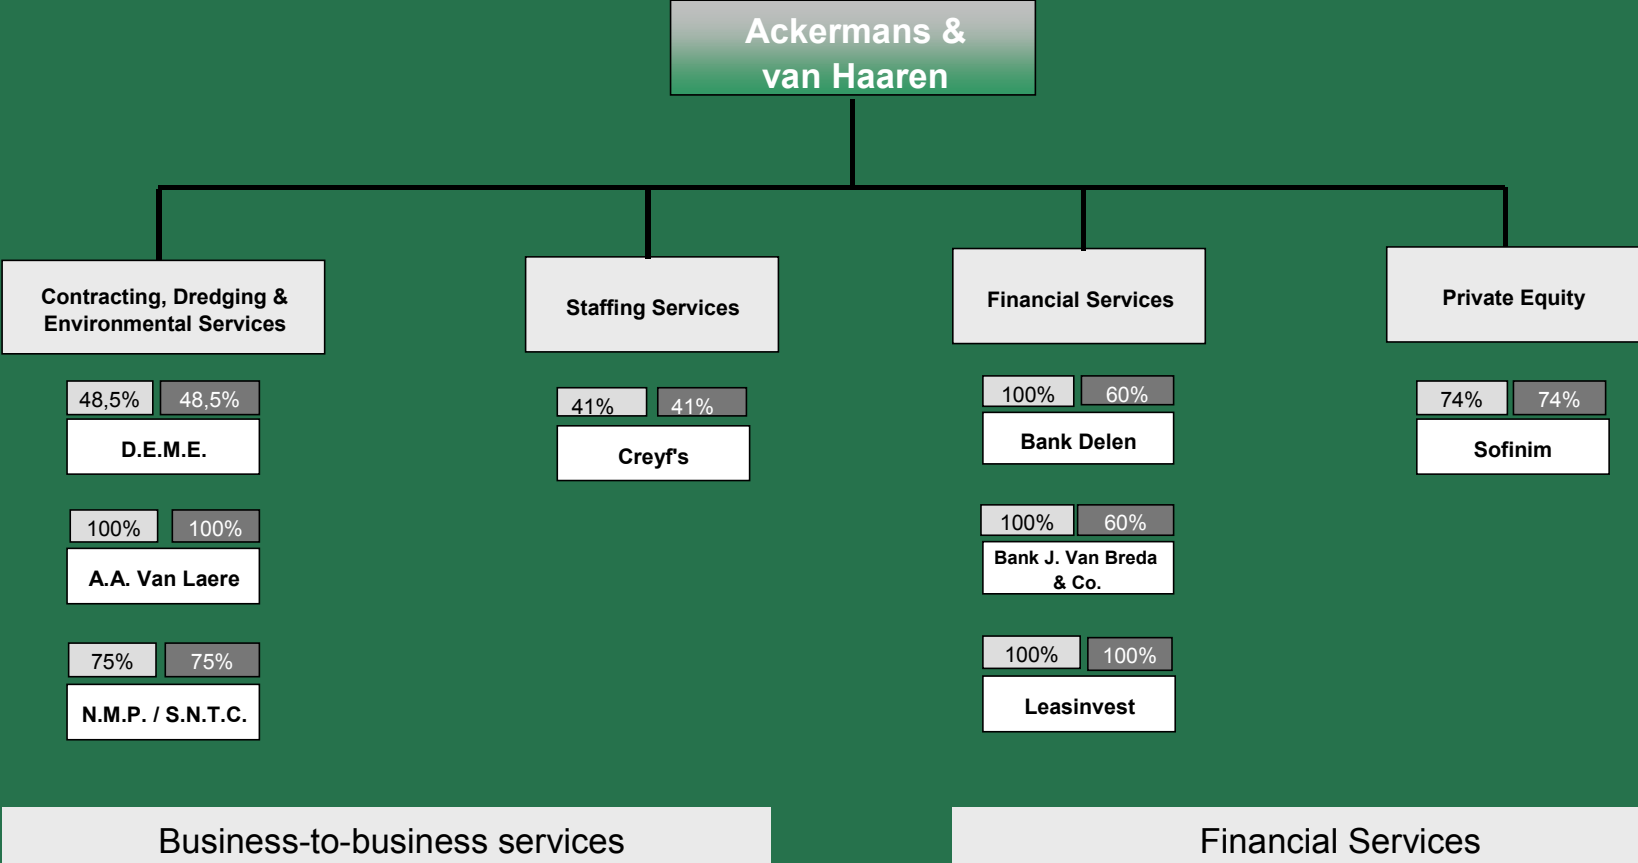 Ackermans &
van Haaren
Contracting, Dredging &
Environmental Services
48,5% 48,5%
D.E.M.E.
100% 100%
A.A. Van Laere
75% 75%
N.M.P. / S.N.T.C.
Staffing Services
41% 41%
Creyf's
Financial Services
100% 60%
Bank Delen
100% 60%
Bank J. Van Breda
& Co.
100% 100%
Leasinvest
Private Equity
74% 74%
Sofinim
Business-to-business services
Financial Services